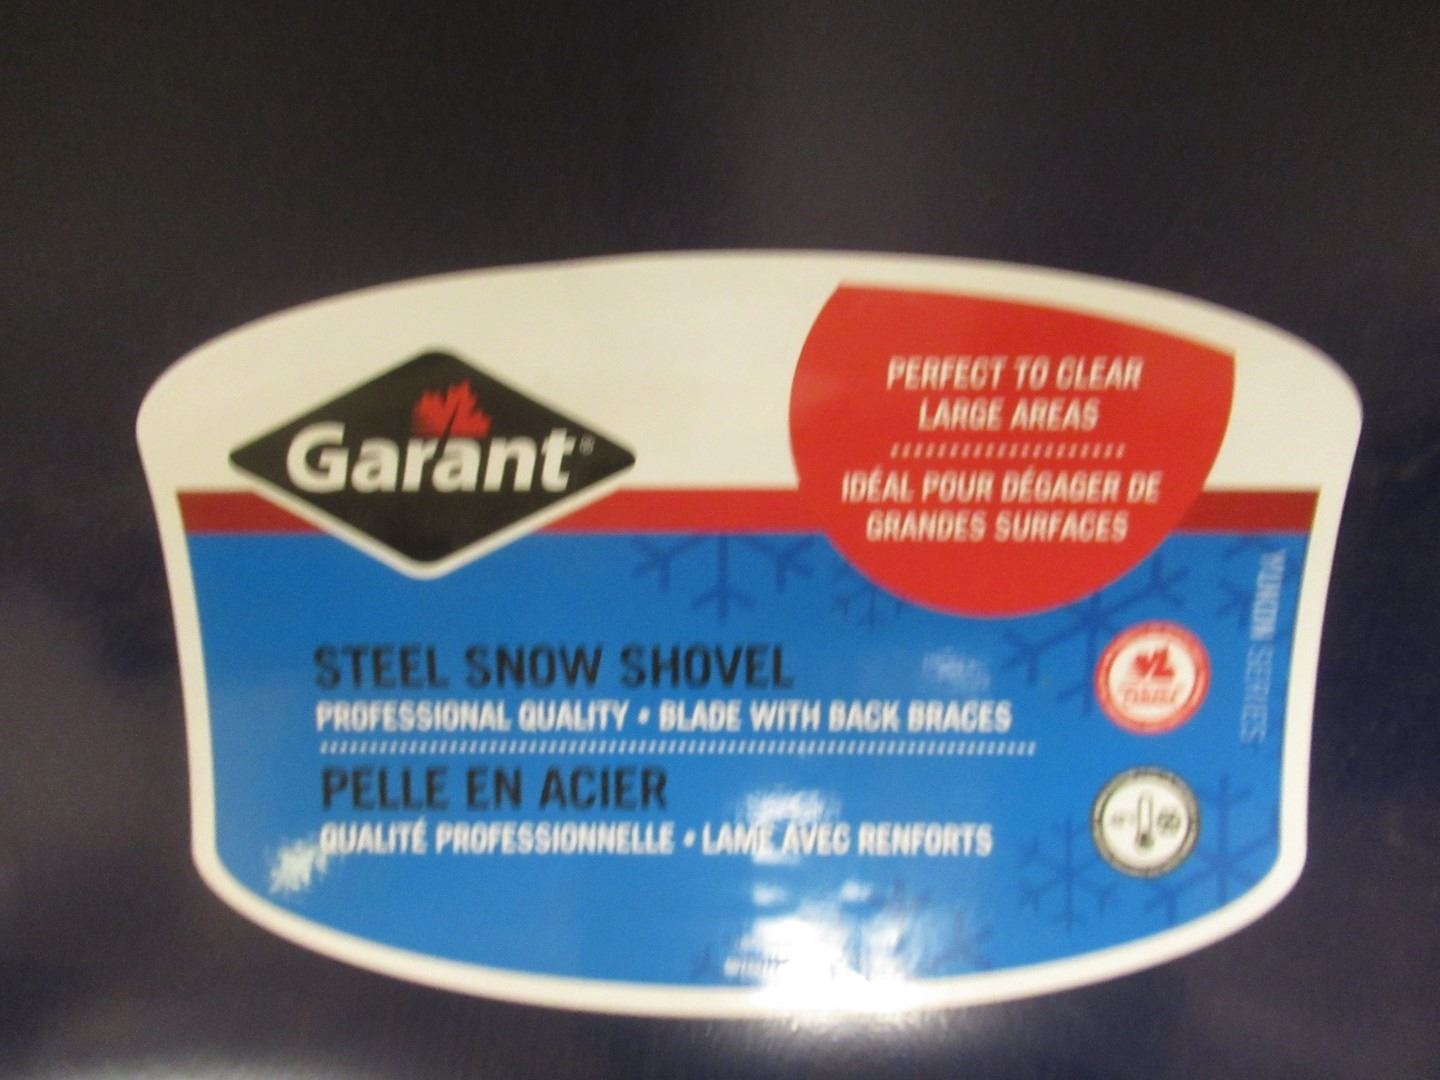 Garant®
PERFECT TO CLEAR
LARGE AREAS
IDÉAL POUR DÉGAGER DE
GRANDES SURFACES
STEEL SNOW SHOVEL
PROFESSIONAL QUALITY • BLADE WITH BACK BRACES
PELLE EN ACIER
QUALITÉ PROFESSIONNELLE • LAME AVEC RENFORTS
SERIES